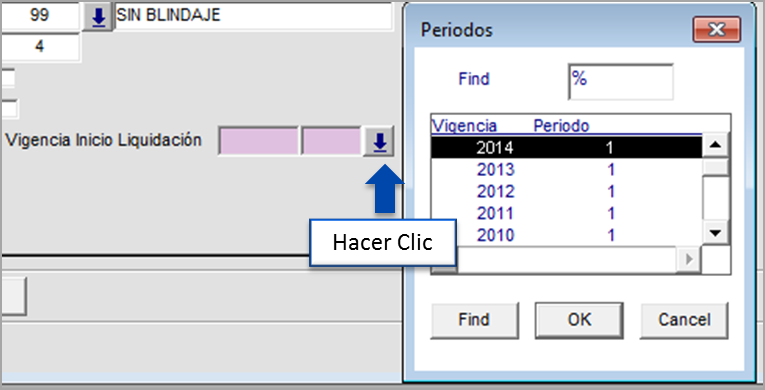 99 SIN BLINDAJE
4
Vigencia Inicio Liquidación
Hacer Clic
Periodos
Find %
Vigencia Periodo
2014 1
2013 1
2012 1
2011 1
2010 1
Find OK Cancel